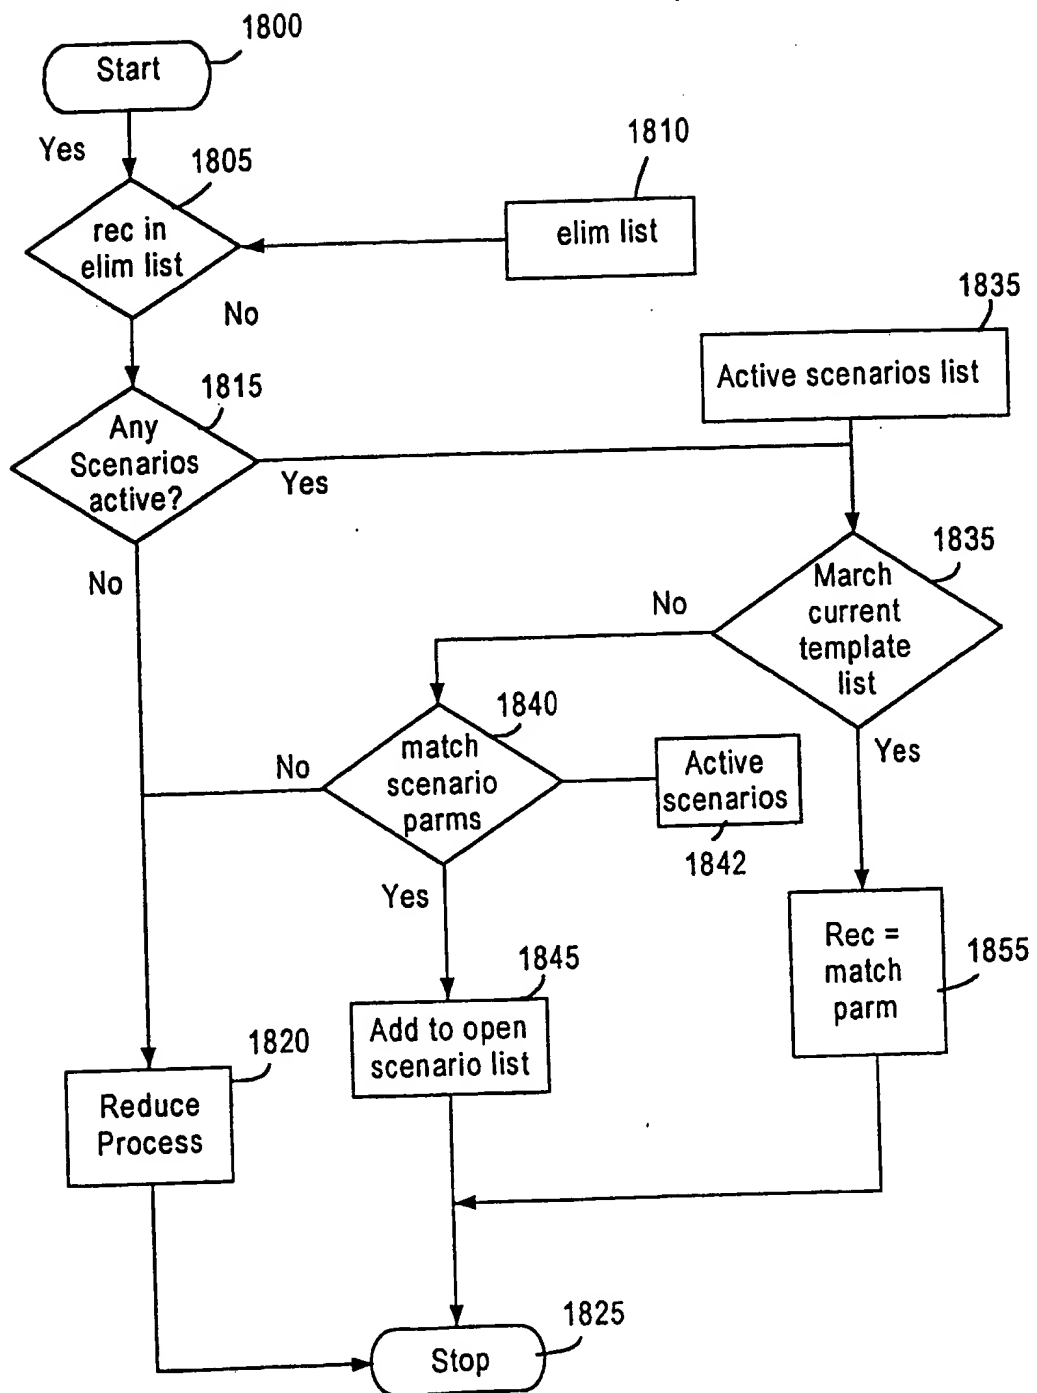 1800
Start
Yes
1805
1810
rec in
elim list
elim list
No
1835
Active scenarios list
1815
Any
Scenarios
active?
Yes
No
1835
March
current
template
list
No
Yes
1840
match
scenario
parms
No
Active
scenarios
1842
Yes
Rec =
match
parm
1855
1845
Add to open
scenario list
1820
Reduce
Process
1825
Stop